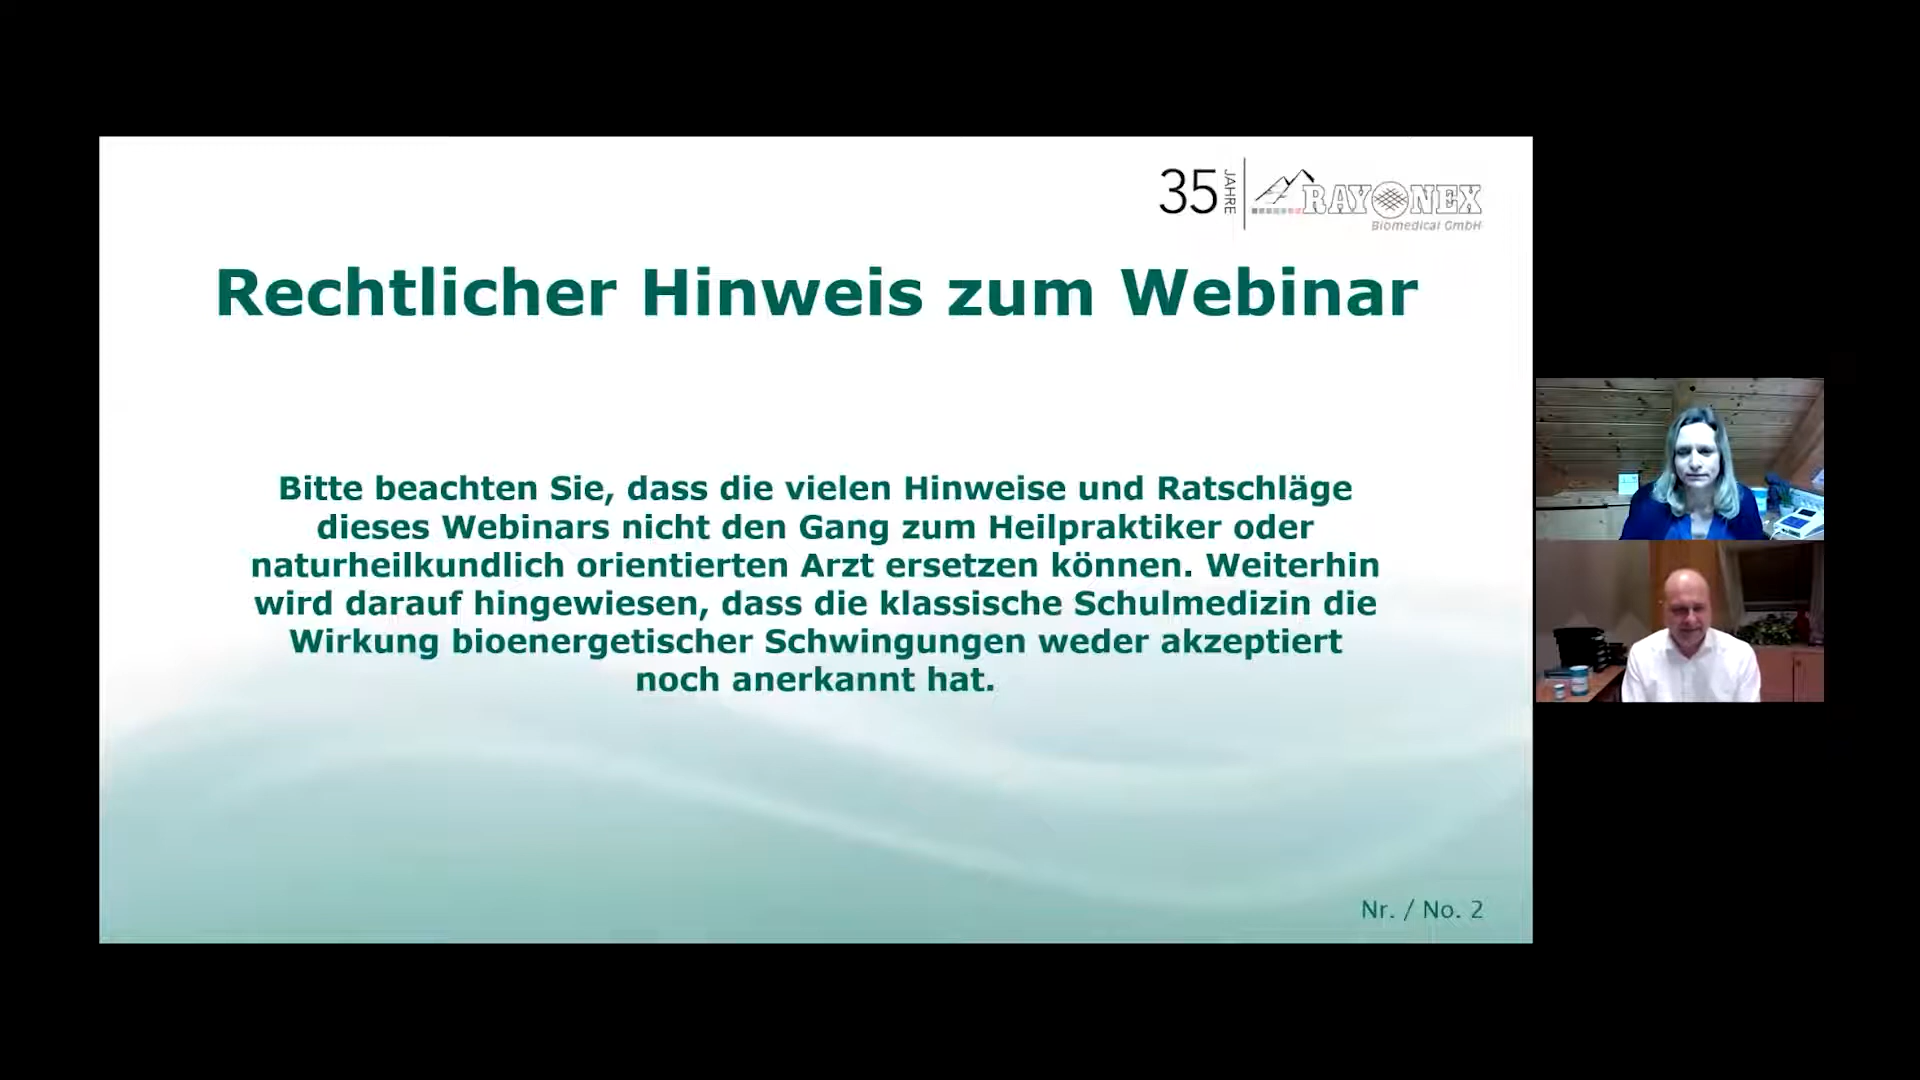 35 JAHRE RAYONEX
Biomedical GmbH
Rechtlicher Hinweis zum Webinar
Bitte beachten Sie, dass die vielen Hinweise und Ratschläge
dieses Webinars nicht den Gang zum Heilpraktiker oder
naturheilkundlich orientierten Arzt ersetzen können. Weiterhin
wird darauf hingewiesen, dass die klassische Schulmedizin die
Wirkung bioenergetischer Schwingungen weder akzeptiert
noch anerkannt hat.
Nr. / No. 2